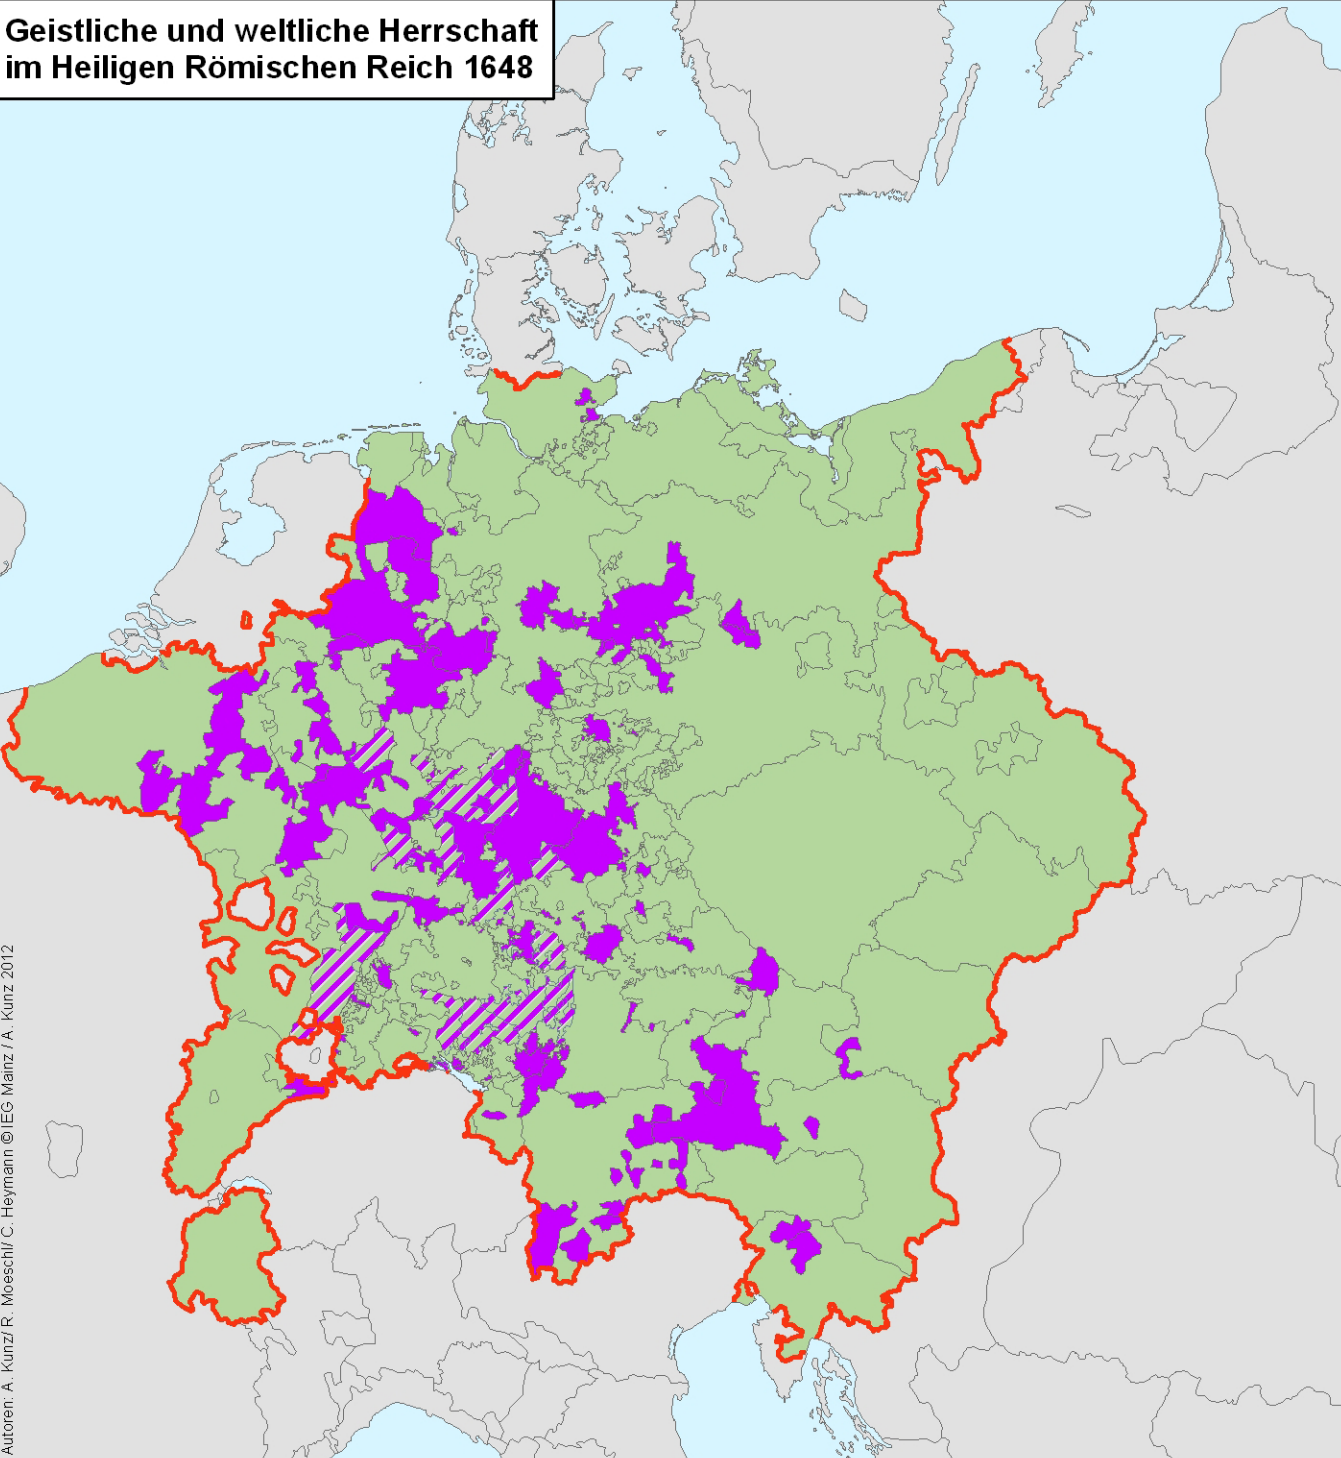 Geistliche und weltliche Herrschaft
im Heiligen Römischen Reich 1648
Autoren: A. Kunz/ R. Moeschl/ C. Heymann ©IEG Mainz / A. Kunz 2012